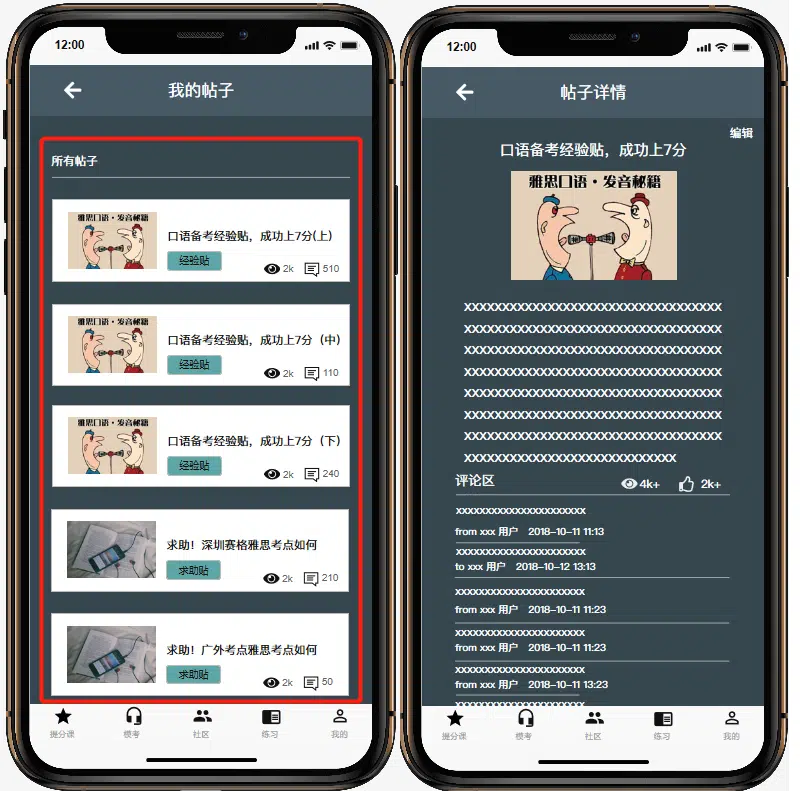 12:00
我的帖子
所有帖子
雅思口语·发音秘籍
口语备考经验贴，成功上7分(上)
经验贴
2k 510
雅思口语·发音秘籍
口语备考经验贴，成功上7分（中)
经验贴
2k 110
雅思口语·发音秘籍
口语备考经验贴，成功上7分（下)
经验贴
2k 240
求助！深圳赛格雅思考点如何
求助贴
2k 210
求助！广外考点雅思考点如何
求助贴
2k 50
提分课 模考 社区 练习 我的
12:00
帖子详情
编辑
口语备考经验贴，成功上7分
雅思口语·发音秘籍
xxxxxxxxxxxxxxxxxxxxxxxxxxxxxxxxxx
xxxxxxxxxxxxxxxxxxxxxxxxxxxxxxxxxx
xxxxxxxxxxxxxxxxxxxxxxxxxxxxxxxxxx
xxxxxxxxxxxxxxxxxxxxxxxxxxxxxxxxxx
xxxxxxxxxxxxxxxxxxxxxxxxxxxxxxxxxx
xxxxxxxxxxxxxxxxxxxxxxxxxxxxxxxxxx
xxxxxxxxxxxxxxxxxxxxxxxxxxxxxxxxxx
xxxxxxxxxxxxxxxxxxxxxxxxxxxx
评论区 4k+ 2k+
xxxxxxxxxxxxxxxxxxxxxx
from xxx 用户 2018-10-11 11:13
xxxxxxxxxxxxxxxxxxxxxx
to xxx 用户 2018-10-12 13:13
xxxxxxxxxxxxxxxxxxxxxx
from xxx 用户 2018-10-11 11:23
xxxxxxxxxxxxxxxxxxxxxx
from xxx 用户 2018-10-11 11:23
xxxxxxxxxxxxxxxxxxxxxx
from xxx 用户 2018-10-11 13:23
xxxxxxxxxxxxxxxxxxxxxx
提分课 模考 社区 练习 我的